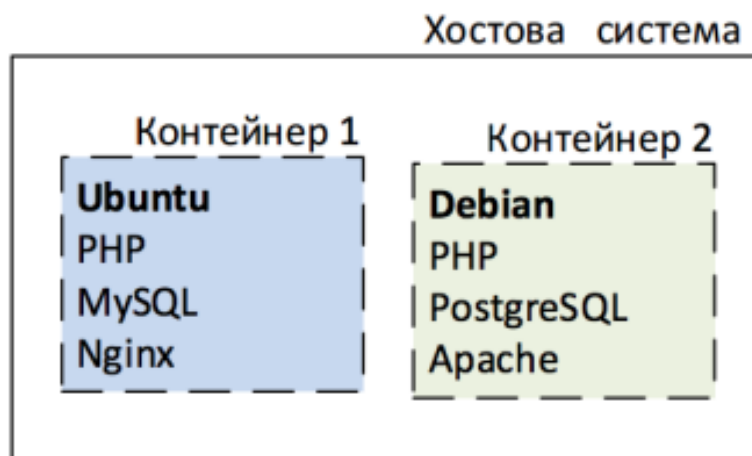 Хостова система
Контейнер 1
Ubuntu
PHP
MySQL
Nginx
Контейнер 2
Debian
PHP
PostgreSQL
Apache